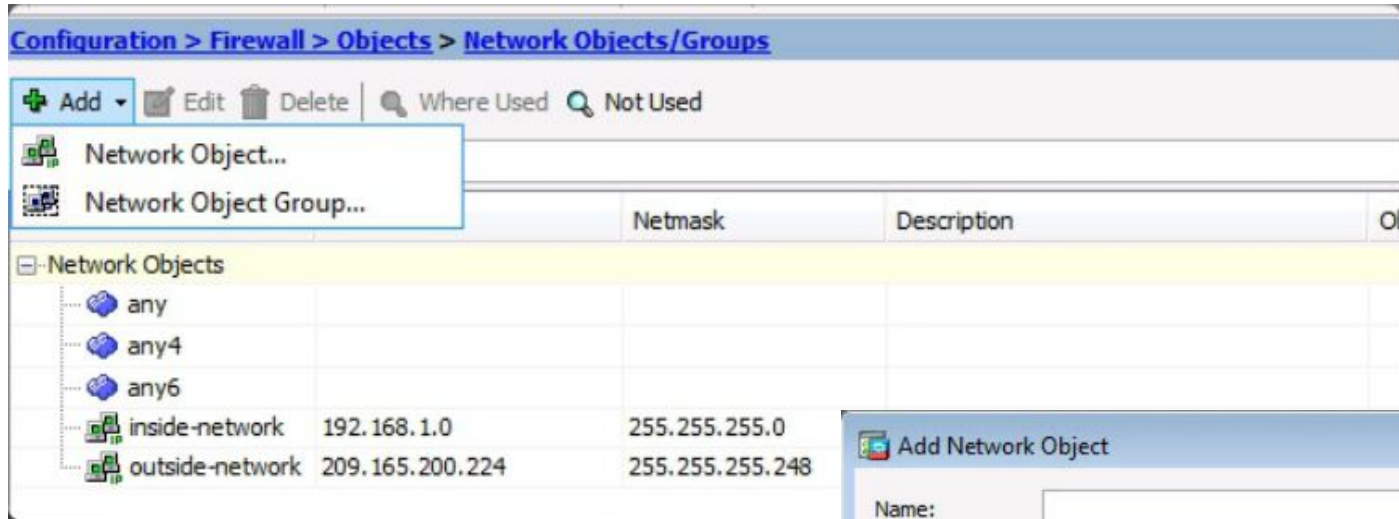 Configuration > Firewall > Objects > Network Objects/Groups
Add Edit Delete Where Used Not Used
Network Object...
Network Object Group...
Netmask Description
Network Objects
any
any4
any6
inside-network 192.168.1.0 255.255.255.0
outside-network 209.165.200.224 255.255.255.248
Add Network Object
Name: